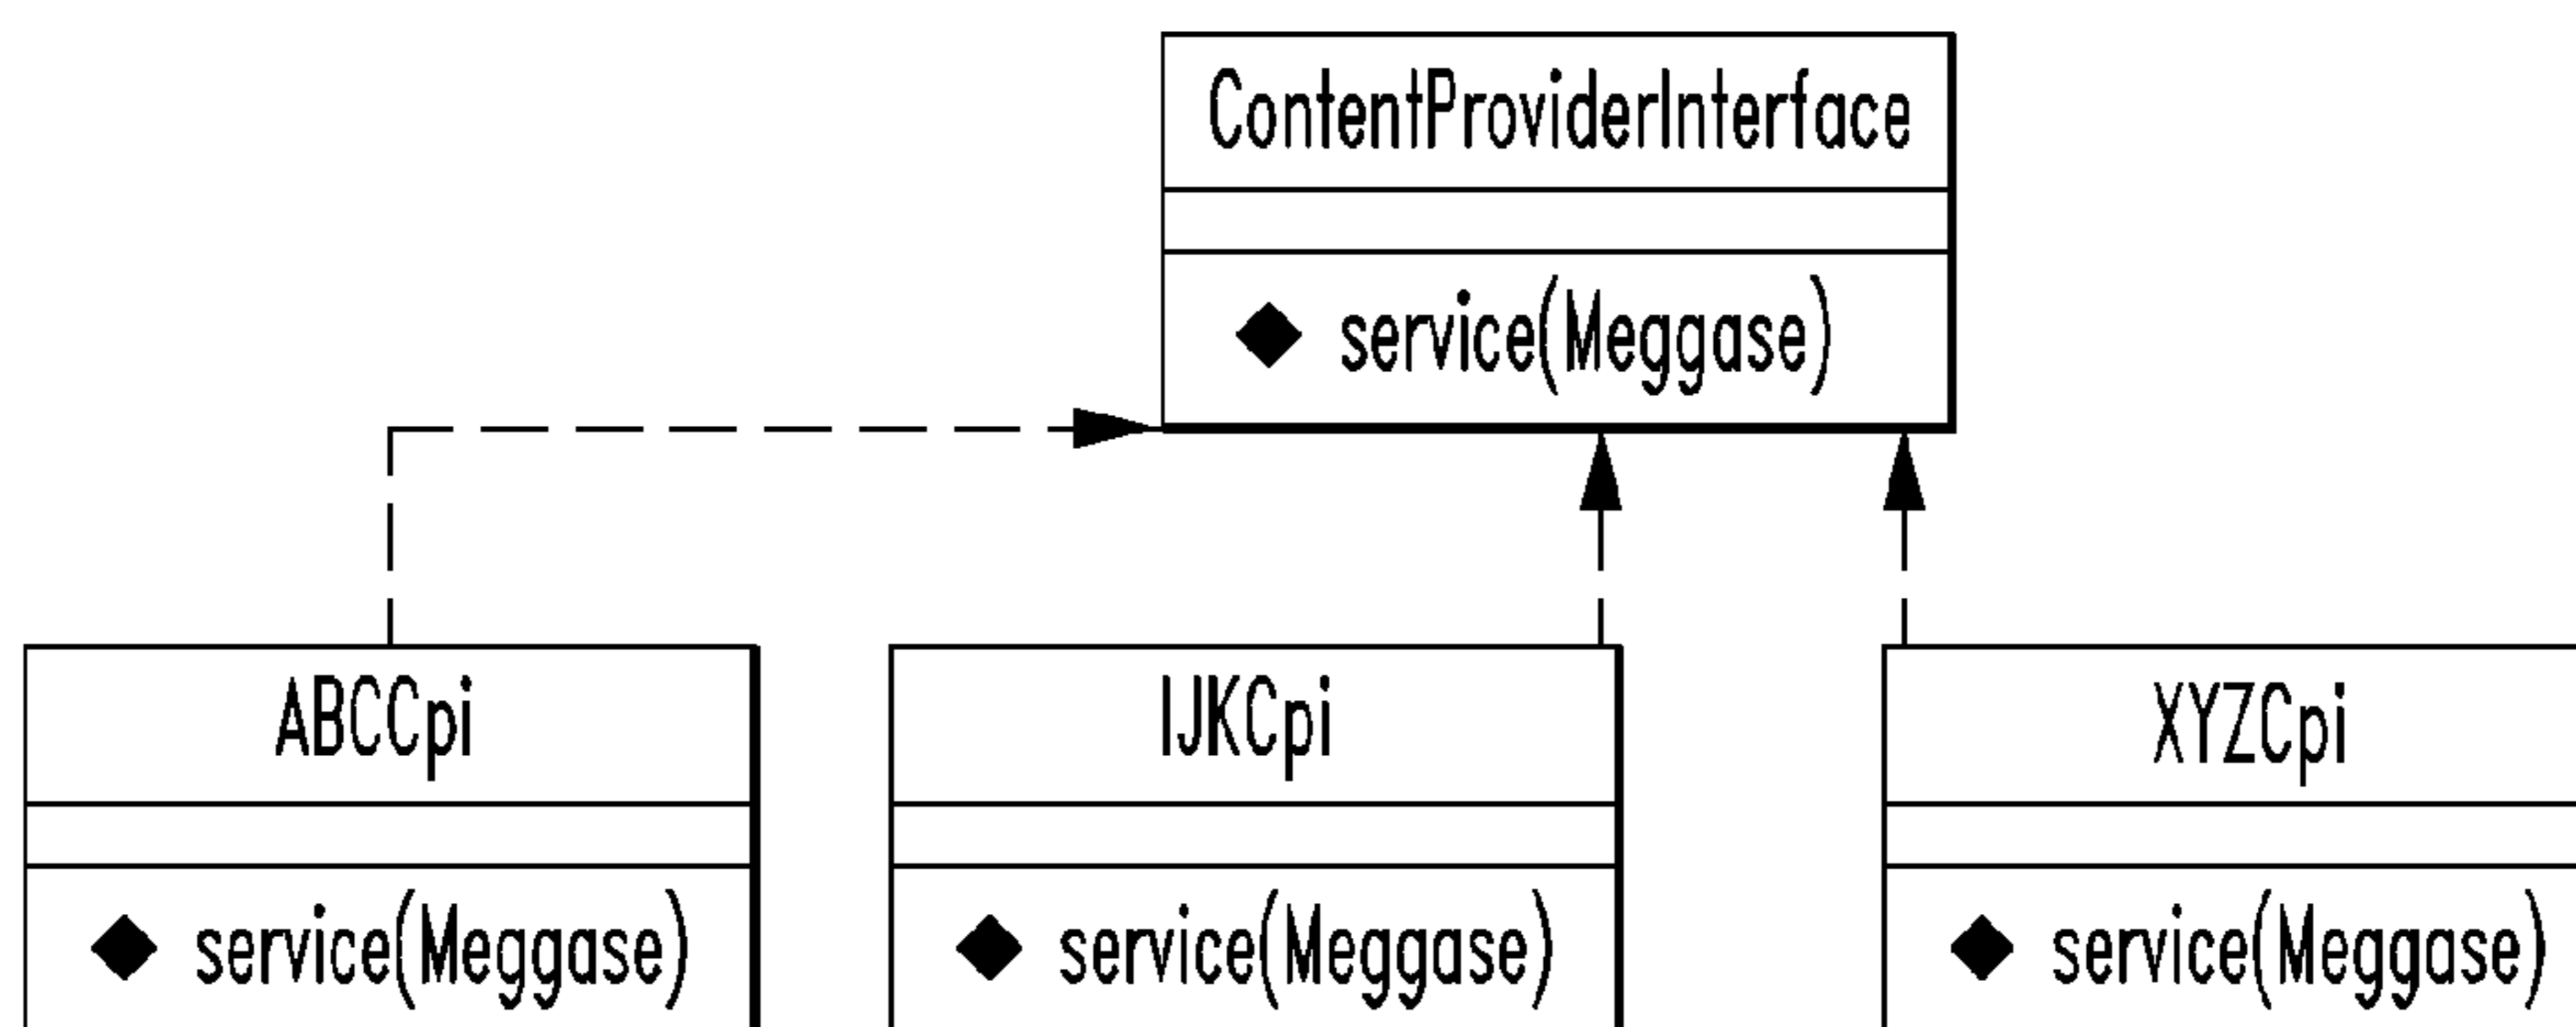 ContentProviderInterface
service(Meggase)
ABCCpi
IJKCpi
XYZCpi
service(Meggase)
service(Meggase)
service(Meggase)